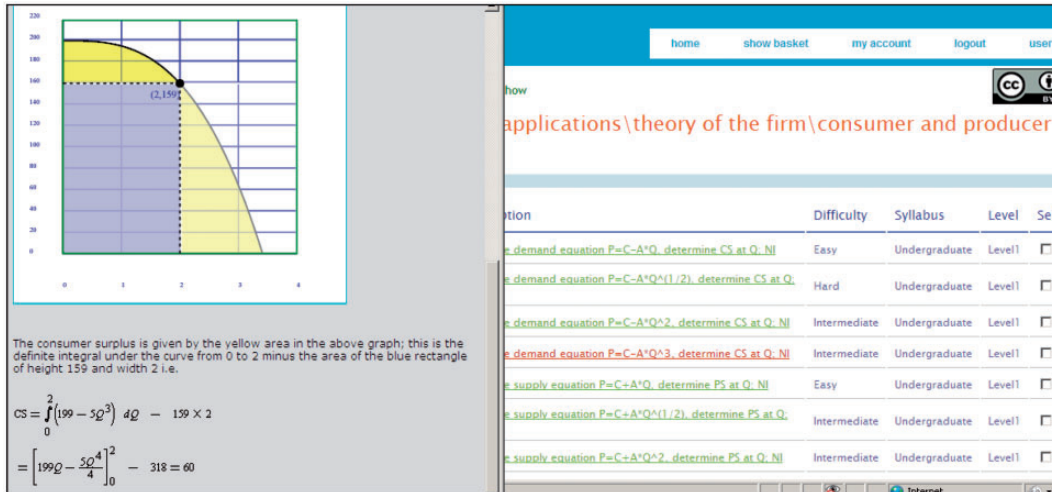 220
200
180
160
140
120
100
80
60
40
20
0
(2,159)
0 1 2 3 4
The consumer surplus is given by the yellow area in the above graph; this is the
definite integral under the curve from 0 to 2 minus the area of the blue rectangle
of height 159 and width 2 i.e.
CS = ∫₀²(199 − 5Q³) dQ − 159 × 2
= [199Q − 5Q⁴/4]₀² − 318 = 60
home show basket my account logout user
how
cc
BY
applications\theory of the firm\consumer and producer
tion Difficulty Syllabus Level Se
e demand equation P=C-A*Q, determine CS at Q; NI Easy Undergraduate Level1
e demand equation P=C-A*Q^(1/2), determine CS at Q; Hard Undergraduate Level1
e demand equation P=C-A*Q^2, determine CS at Q; NI Intermediate Undergraduate Level1
e demand equation P=C-A*Q^3, determine CS at Q; NI Intermediate Undergraduate Level1
e supply equation P=C+A*Q, determine PS at Q; NI Easy Undergraduate Level1
e supply equation P=C+A*Q^(1/2), determine PS at Q; Intermediate Undergraduate Level1
e supply equation P=C+A*Q^2, determine PS at Q; NI Intermediate Undergraduate Level1
Internet